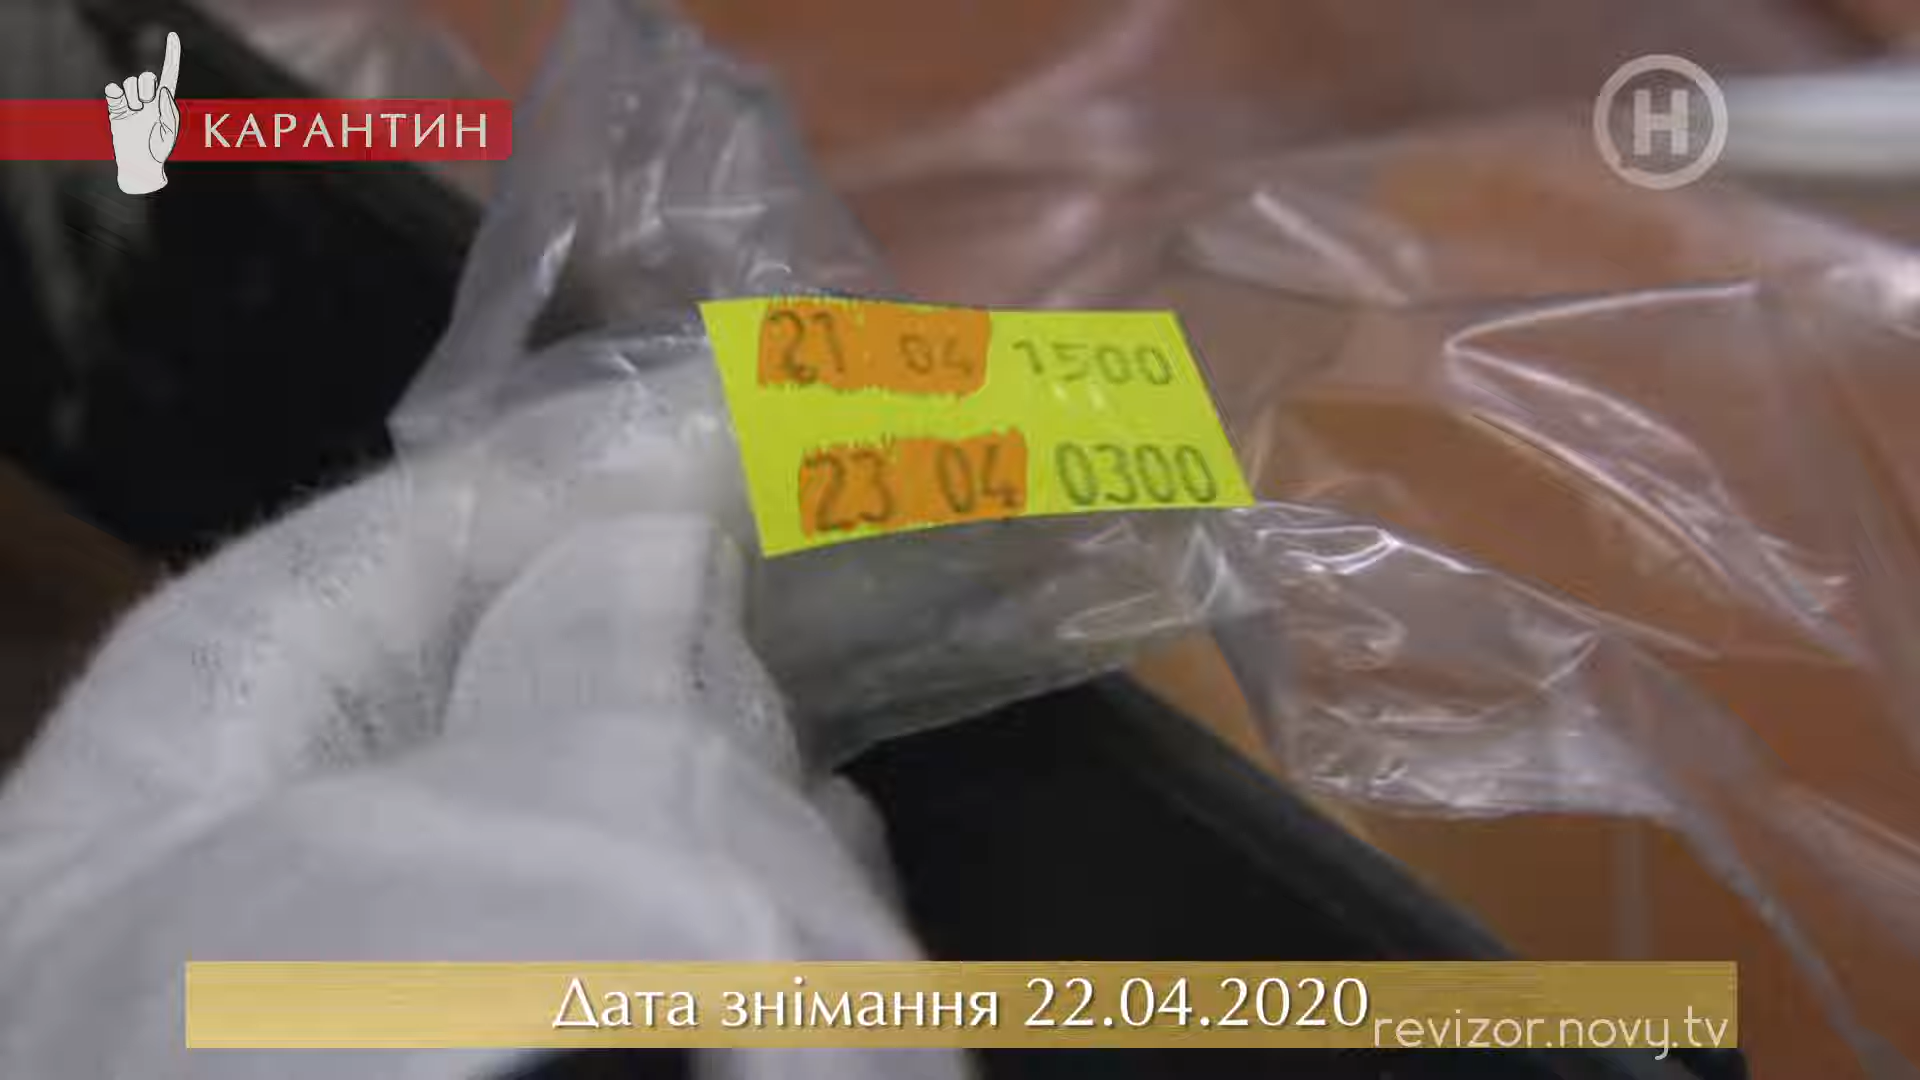 КАРАНТИН
H
21 04 1500
23 04 0300
Дата знімання 22.04.2020
revizor.novy.tv